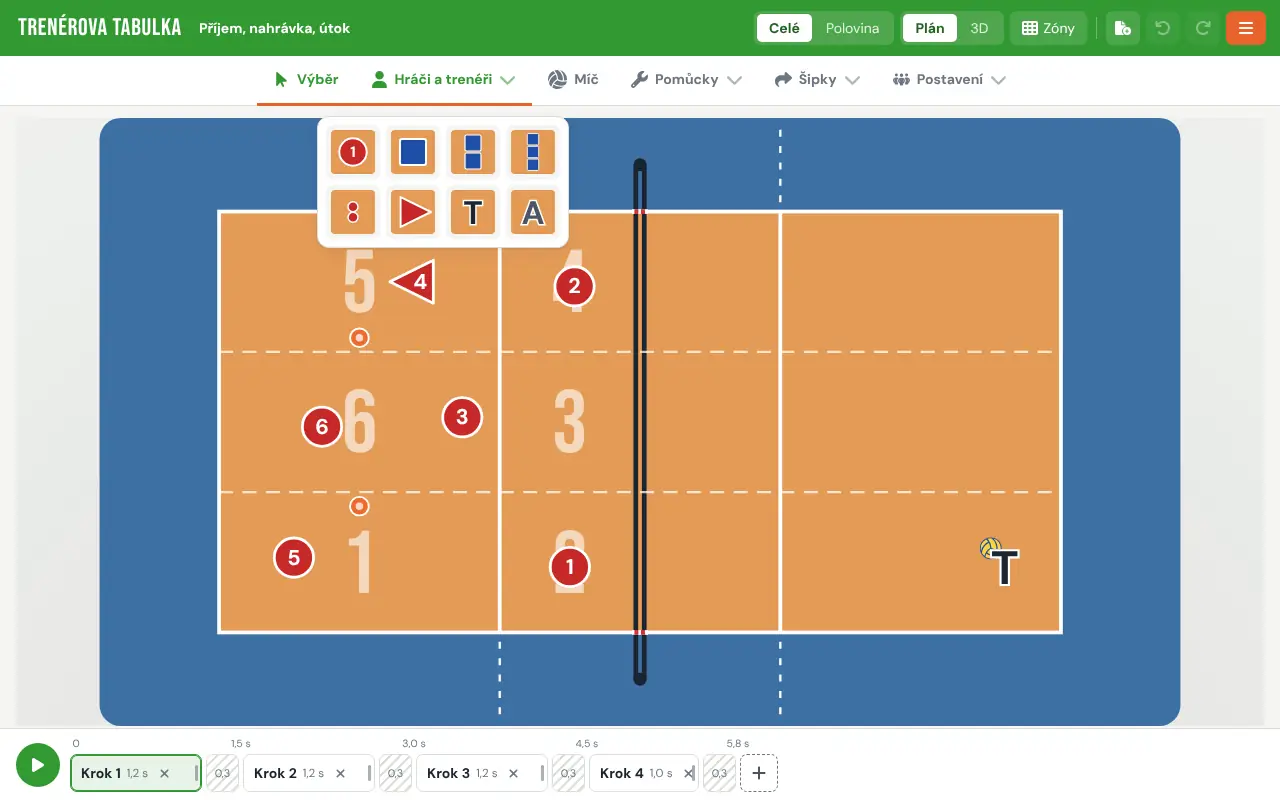 TRENÉROVA TABULKA Příjem, nahrávka, útok Celé Polovina Plán 3D Zóny
Výběr Hráči a trenéři Míč Pomůcky Šipky Postavení
1
T A
5 4 2
6 6 3 3
5 1 1
T
0 1,5 s 3,0 s 4,5 s 5,8 s
Krok 1 1,2 s 0,3 Krok 2 1,2 s 0,3 Krok 3 1,2 s 0,3 Krok 4 1,0 s 0,3